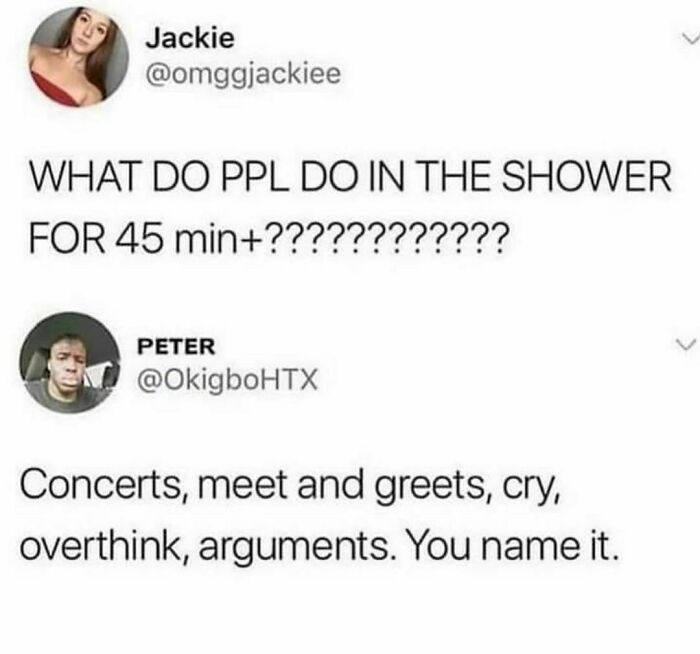 Jackie
@omggjackiee
WHAT DO PPL DO IN THE SHOWER
FOR 45 min+????????????
PETER
@OkigboHTX
Concerts, meet and greets, cry,
overthink, arguments. You name it.